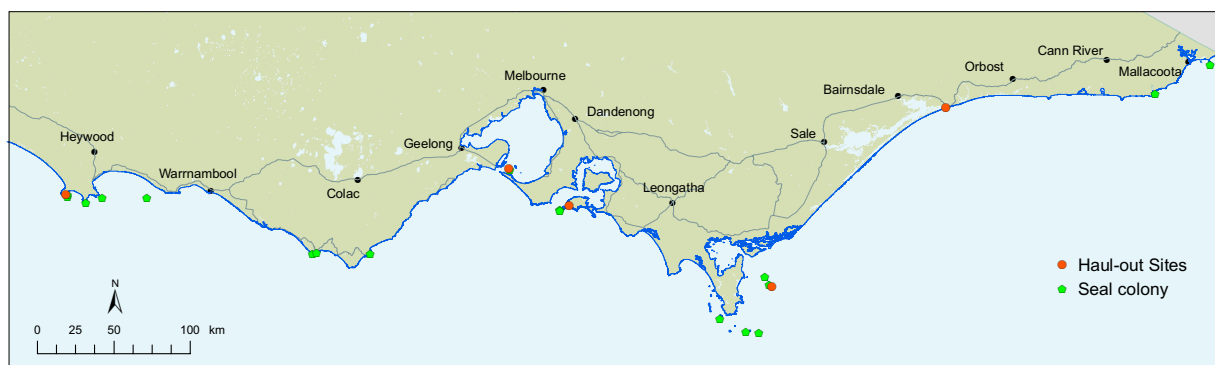 Cann River
Mallacoota
Orbost
Melbourne
Bairnsdale
Dandenong
Heywood
Sale
Geelong
Warrnambool
Colac
Leongatha
Haul-out Sites
Seal colony
N
0 25 50 100 km